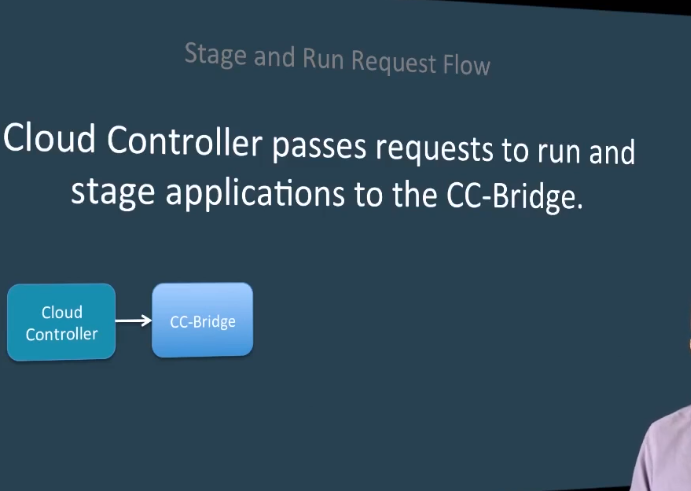 Stage and Run Request Flow
Cloud Controller passes requests to run and
stage applications to the CC-Bridge.
Cloud
Controller
CC-Bridge